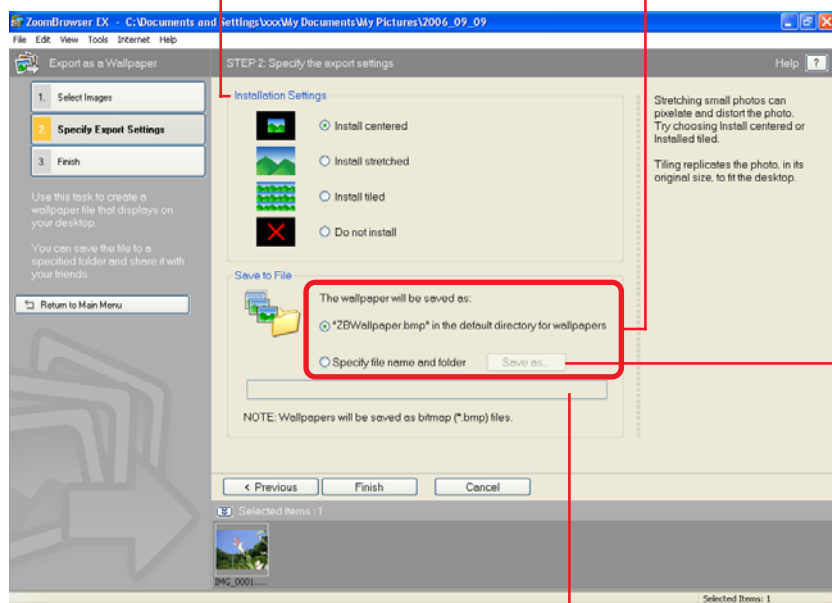 ZoomBrowser EX - C:\Documents and Settings\xxx\My Documents\My Pictures\2006_09_09
File Edit View Tools Internet Help
Export as a Wallpaper
STEP 2: Specify the export settings
Help ?
1. Select Images
2. Specify Export Settings
3. Finish
Use this task to create a
wallpaper file that displays on
your desktop.
You can save the file to a
specified folder and share it with
your friends.
Return to Main Menu
Installation Settings
Install centered
Install stretched
Install tiled
Do not install
Save to File
The wallpaper will be saved as:
"ZBWallpaper.bmp" in the default directory for wallpapers
Specify file name and folder
Save as...
NOTE: Wallpapers will be saved as bitmap (*.bmp) files.
Stretching small photos can
pixelate and distort the photo.
Try choosing Install centered or
Installed tiled.
Tiling replicates the photo, in its
original size, to fit the desktop.
< Previous
Finish
Cancel
Selected Items : 1
IMG_0001....
Selected Items: 1